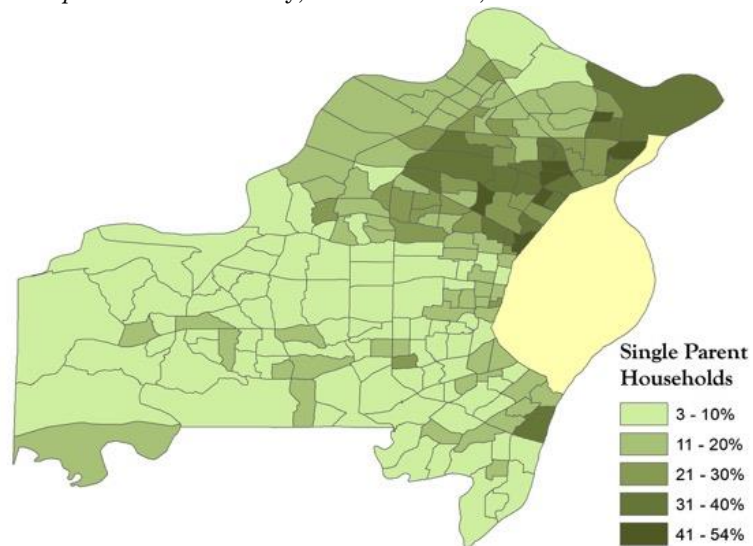 Single Parent
Households
3 - 10%
11 - 20%
21 - 30%
31 - 40%
41 - 54%